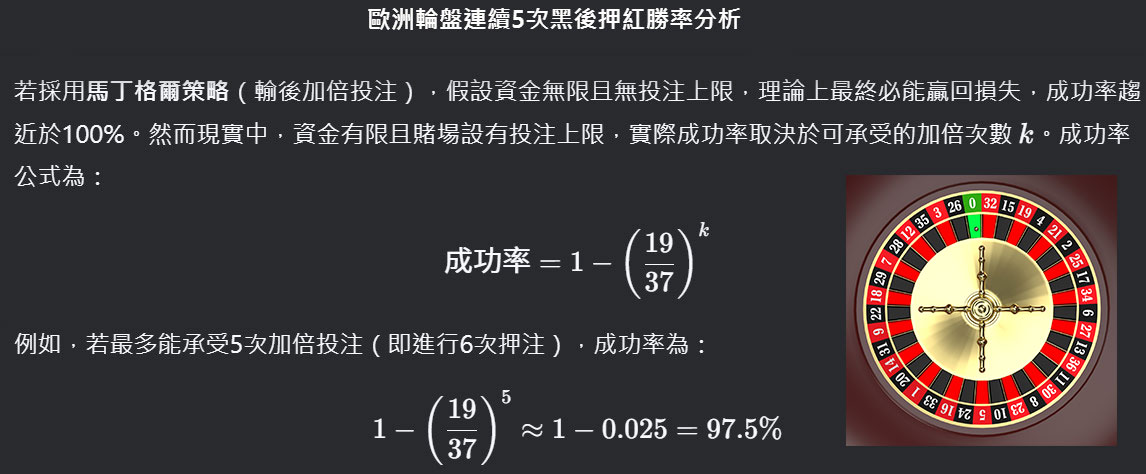 歐洲輪盤連續5次黑後押紅勝率分析
若採用馬丁格爾策略（輸後加倍投注），假設資金無限且無投注上限，理論上最終必能贏回損失，成功率趨
近於100%。然而現實中，資金有限且賭場設有投注上限，實際成功率取決於可承受的加倍次數 k。成功率
公式為：
成功率 = 1 − (19/37)^k
例如，若最多能承受5次加倍投注（即進行6次押注），成功率為：
1 − (19/37)^5 ≈ 1 − 0.025 = 97.5%
0 32 15 19 4 21 2 25 17 34 6 27 13 36 11 30 8 23 10 5 24 16 33 1 20 14 31 9 22 18 29 7 28 12 35 3 26